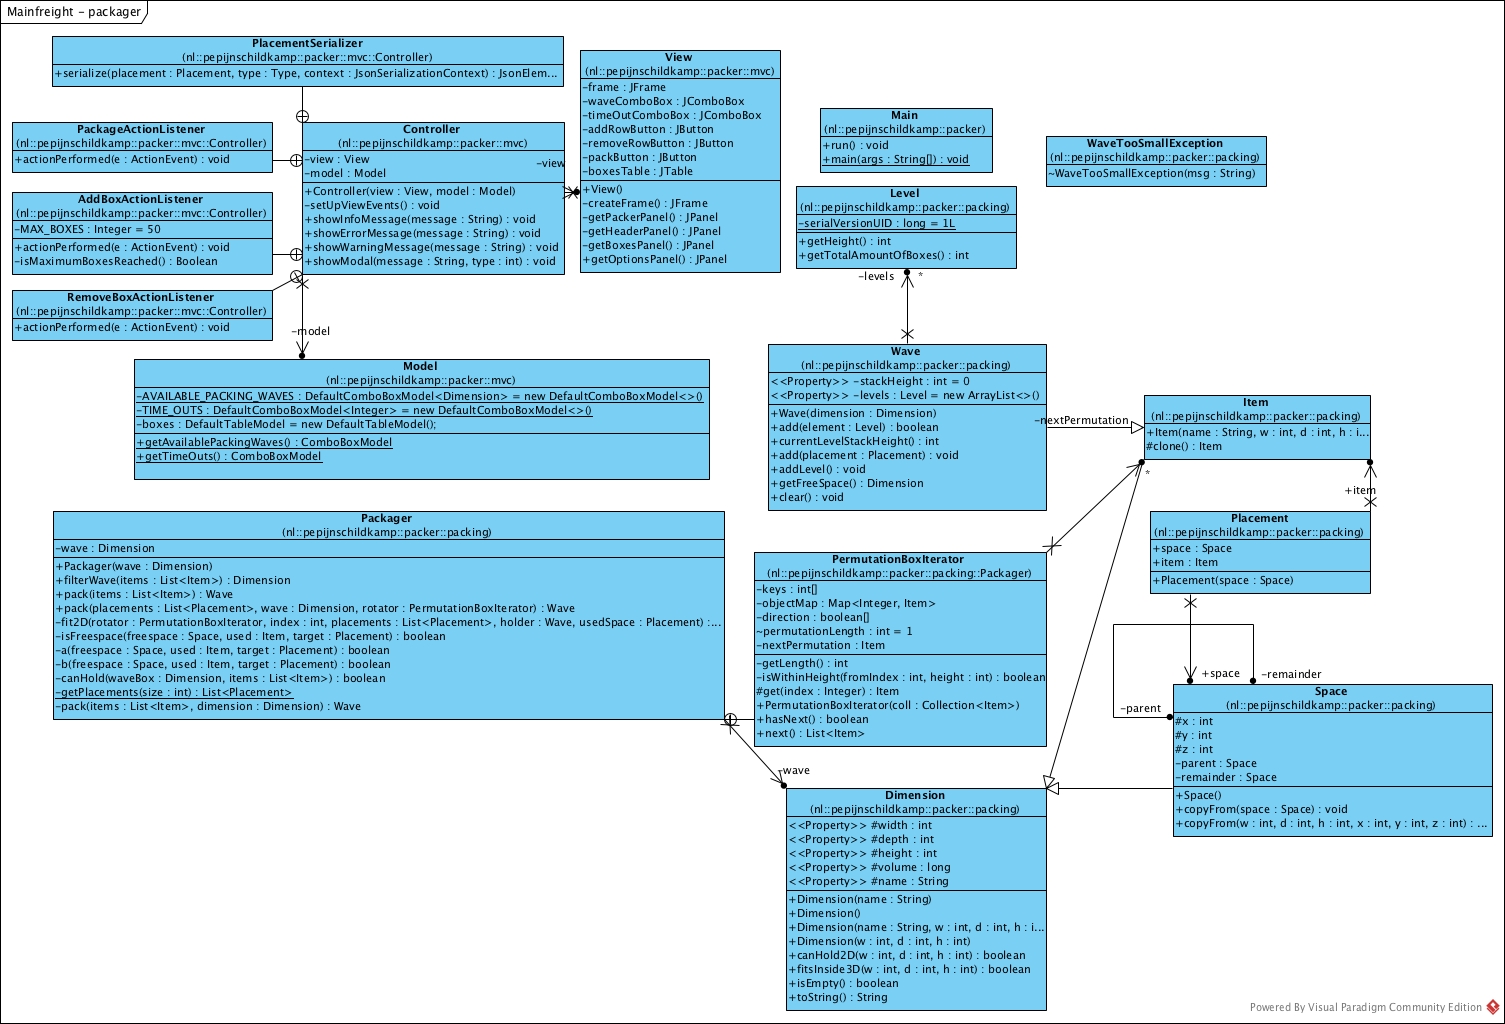 Mainfreight - packager
PlacementSerializer
(nl::pepijnschildkamp::packer::mvc::Controller)
+serialize(placement : Placement, type : Type, context : JsonSerializationContext) : JsonElem...
PackageActionListener
(nl::pepijnschildkamp::packer::mvc::Controller)
+actionPerformed(e : ActionEvent) : void
AddBoxActionListener
(nl::pepijnschildkamp::packer::mvc::Controller)
-MAX_BOXES : Integer = 50
+actionPerformed(e : ActionEvent) : void
-isMaximumBoxesReached() : Boolean
RemoveBoxActionListener
(nl::pepijnschildkamp::packer::mvc::Controller)
+actionPerformed(e : ActionEvent) : void
Controller
(nl::pepijnschildkamp::packer::mvc)
-view : View
-model : Model
+Controller(view : View, model : Model)
-setUpViewEvents() : void
+showInfoMessage(message : String) : void
+showErrorMessage(message : String) : void
+showWarningMessage(message : String) : void
+showModal(message : String, type : int) : void
-view
-model
View
(nl::pepijnschildkamp::packer::mvc)
-frame : JFrame
-waveComboBox : JComboBox
-timeOutComboBox : JComboBox
-addRowButton : JButton
-removeRowButton : JButton
-packButton : JButton
-boxesTable : JTable
+View()
-createFrame() : JFrame
-getPackerPanel() : JPanel
-getHeaderPanel() : JPanel
-getBoxesPanel() : JPanel
+getOptionsPanel() : JPanel
Main
(nl::pepijnschildkamp::packer)
+run() : void
+main(args : String[]) : void
WaveTooSmallException
(nl::pepijnschildkamp::packer::packing)
~WaveTooSmallException(msg : String)
Level
(nl::pepijnschildkamp::packer::packing)
-serialVersionUID : long = 1L
+getHeight() : int
+getTotalAmountOfBoxes() : int
-levels
*
Model
(nl::pepijnschildkamp::packer::mvc)
-AVAILABLE_PACKING_WAVES : DefaultComboBoxModel<Dimension> = new DefaultComboBoxModel<>()
-TIME_OUTS : DefaultComboBoxModel<Integer> = new DefaultComboBoxModel<>()
-boxes : DefaultTableModel = new DefaultTableModel();
+getAvailablePackingWaves() : ComboBoxModel
+getTimeOuts() : ComboBoxModel
Wave
(nl::pepijnschildkamp::packer::packing)
<<Property>> -stackHeight : int = 0
<<Property>> -levels : Level = new ArrayList<>()
+Wave(dimension : Dimension)
+add(element : Level) : boolean
+currentLevelStackHeight() : int
+add(placement : Placement) : void
+addLevel() : void
+getFreeSpace() : Dimension
+clear() : void
-nextPermutation
Item
(nl::pepijnschildkamp::packer::packing)
+Item(name : String, w : int, d : int, h : i...
#clone() : Item
*
+item
Placement
(nl::pepijnschildkamp::packer::packing)
+space : Space
+item : Item
+Placement(space : Space)
Packager
(nl::pepijnschildkamp::packer::packing)
-wave : Dimension
+Packager(wave : Dimension)
+filterWave(items : List<Item>) : Dimension
+pack(items : List<Item>) : Wave
+pack(placements : List<Placement>, wave : Dimension, rotator : PermutationBoxIterator) : Wave
-fit2D(rotator : PermutationBoxIterator, index : int, placements : List<Placement>, holder : Wave, usedSpace : Placement) :...
-isFreespace(freespace : Space, used : Item, target : Placement) : boolean
-a(freespace : Space, used : Item, target : Placement) : boolean
-b(freespace : Space, used : Item, target : Placement) : boolean
-canHold(waveBox : Dimension, items : List<Item>) : boolean
-getPlacements(size : int) : List<Placement>
-pack(items : List<Item>, dimension : Dimension) : Wave
PermutationBoxIterator
(nl::pepijnschildkamp::packer::packing::Packager)
-keys : int[]
-objectMap : Map<Integer, Item>
-direction : boolean[]
~permutationLength : int = 1
-nextPermutation : Item
-getLength() : int
-isWithinHeight(fromIndex : int, height : int) : boolean
#get(index : Integer) : Item
+PermutationBoxIterator(coll : Collection<Item>)
+hasNext() : boolean
+next() : List<Item>
+space
-remainder
-parent
Space
(nl::pepijnschildkamp::packer::packing)
#x : int
#y : int
#z : int
-parent : Space
-remainder : Space
+Space()
+copyFrom(space : Space) : void
+copyFrom(w : int, d : int, h : int, x : int, y : int, z : int) : ...
-wave
Dimension
(nl::pepijnschildkamp::packer::packing)
<<Property>> #width : int
<<Property>> #depth : int
<<Property>> #height : int
<<Property>> #volume : long
<<Property>> #name : String
+Dimension(name : String)
+Dimension()
+Dimension(name : String, w : int, d : int, h : i...
+Dimension(w : int, d : int, h : int)
+canHold2D(w : int, d : int, h : int) : boolean
+fitsInside3D(w : int, d : int, h : int) : boolean
+isEmpty() : boolean
+toString() : String
Powered By Visual Paradigm Community Edition